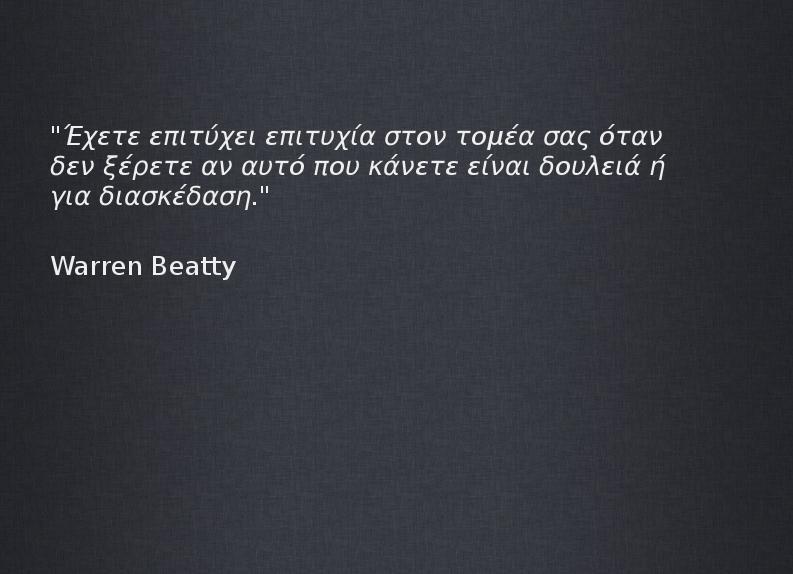 "Έχετε επιτύχει επιτυχία στον τομέα σας όταν
δεν ξέρετε αν αυτό που κάνετε είναι δουλειά ή
για διασκέδαση."
Warren Beatty